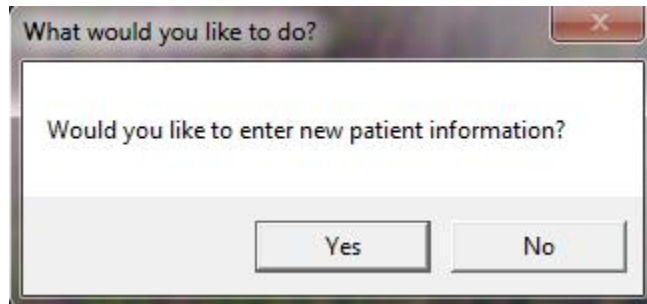 What would you like to do?
Would you like to enter new patient information?
Yes No